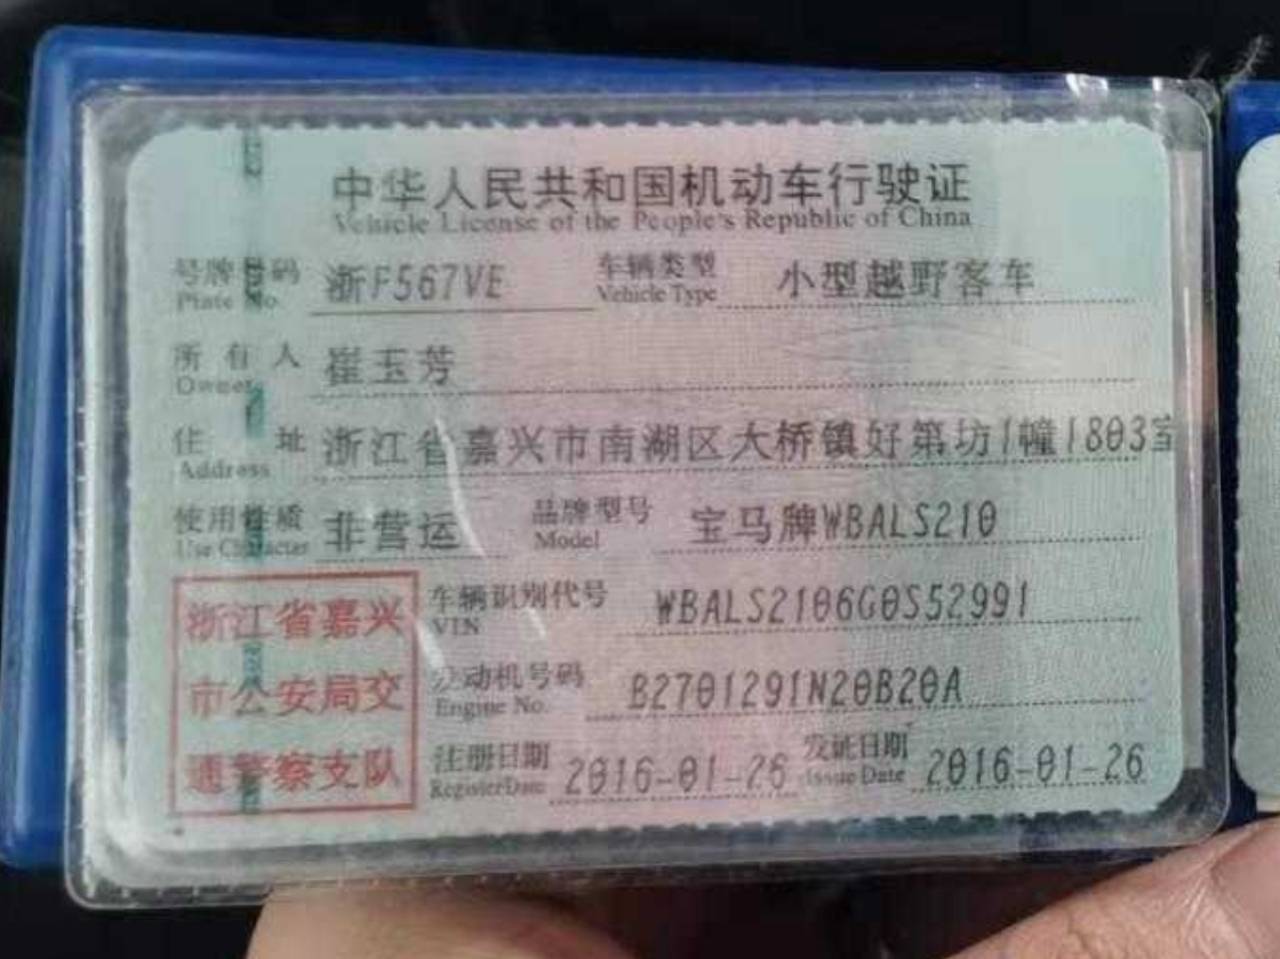 中华人民共和国机动车行驶证
Vehicle License of the People's Republic of China
号牌号码 浙F567VE 车辆类型 小型越野客车
Plate No. Vehicle Type
所有人 崔玉芳
Owner
住址 浙江省嘉兴市南湖区大桥镇好第坊1幢1803室
Address
使用性质 非营运 品牌型号 宝马牌WBALS210
Use Character Model
浙江省嘉兴
市公安局交
通警察支队
车辆识别代号 WBALS2106G0S52991
VIN
发动机号码 B2701291N20B20A
Engine No.
注册日期 2016-01-26 发证日期 2016-01-26
Register Date Issue Date